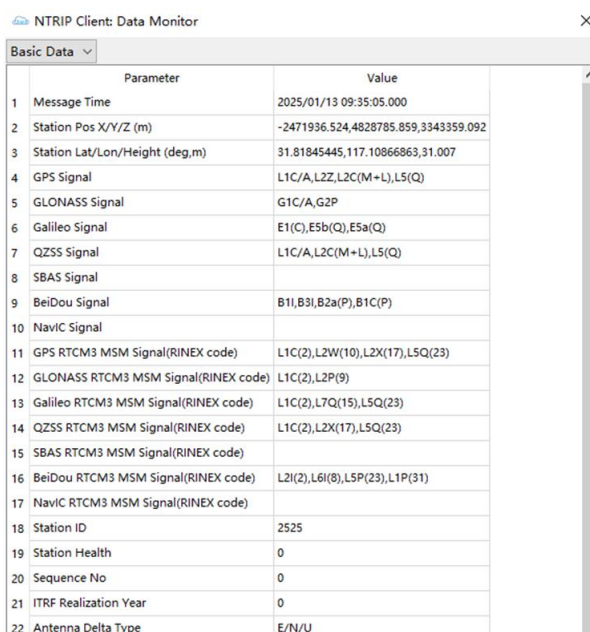 NTRIP Client: Data Monitor
Basic Data
Parameter Value
1 Message Time 2025/01/13 09:35:05.000
2 Station Pos X/Y/Z (m) -2471936.524,4828785.859,3343359.092
3 Station Lat/Lon/Height (deg,m) 31.81845445,117.10866863,31.007
4 GPS Signal L1C/A,L2Z,L2C(M+L),L5(Q)
5 GLONASS Signal G1C/A,G2P
6 Galileo Signal E1(C),E5b(Q),E5a(Q)
7 QZSS Signal L1C/A,L2C(M+L),L5(Q)
8 SBAS Signal
9 BeiDou Signal B1I,B3I,B2a(P),B1C(P)
10 NavIC Signal
11 GPS RTCM3 MSM Signal(RINEX code) L1C(2),L2W(10),L2X(17),L5Q(23)
12 GLONASS RTCM3 MSM Signal(RINEX code) L1C(2),L2P(9)
13 Galileo RTCM3 MSM Signal(RINEX code) L1C(2),L7Q(15),L5Q(23)
14 QZSS RTCM3 MSM Signal(RINEX code) L1C(2),L2X(17),L5Q(23)
15 SBAS RTCM3 MSM Signal(RINEX code)
16 BeiDou RTCM3 MSM Signal(RINEX code) L2I(2),L6I(8),L5P(23),L1P(31)
17 NavIC RTCM3 MSM Signal(RINEX code)
18 Station ID 2525
19 Station Health 0
20 Sequence No 0
21 ITRF Realization Year 0
22 Antenna Delta Type E/N/U